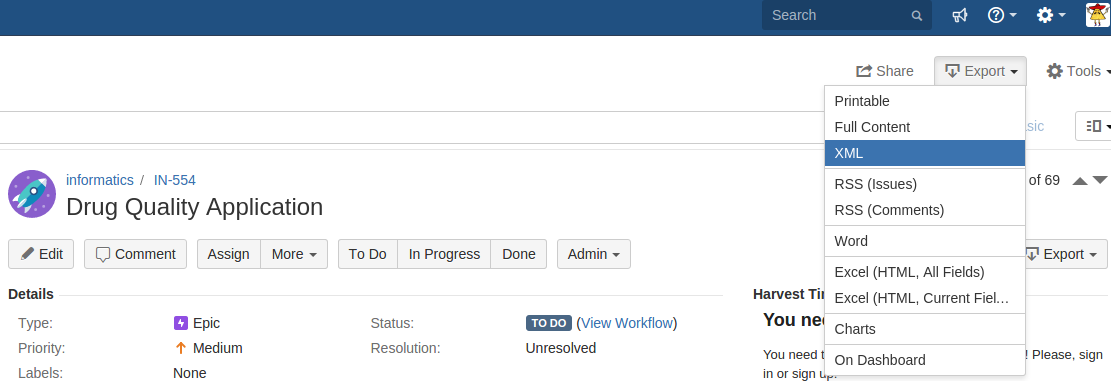 Search
Share Export Tools
Printable
Full Content
XML
RSS (Issues)
RSS (Comments)
Word
Excel (HTML, All Fields)
Excel (HTML, Current Fiel...
Charts
On Dashboard
informatics / IN-554
of 69
Drug Quality Application
Edit Comment Assign More To Do In Progress Done Admin Export
Details
Type: Epic
Status: TO DO (View Workflow)
Priority: Medium
Resolution: Unresolved
Labels: None
Harvest
You
You need
! Please, sign
in or sign up.